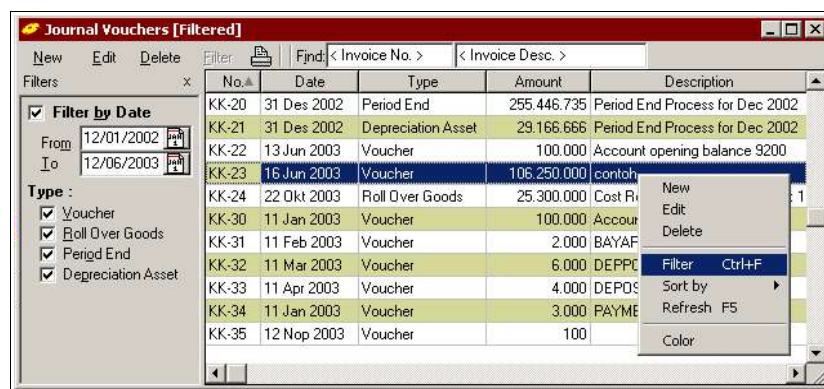 Journal Vouchers [Filtered]
New Edit Delete Filter Find: < Invoice No. > < Invoice Desc. >
Filters x
Filter by Date
From 12/01/2002
To 12/06/2003
Type :
Voucher
Roll Over Goods
Period End
Depreciation Asset
No. Date Type Amount Description
KK-20 31 Des 2002 Period End 255.446.735 Period End Process for Dec 2002
KK-21 31 Des 2002 Depreciation Asset 29.166.666 Period End Process for Dec 2002
KK-22 13 Jun 2003 Voucher 100.000 Account opening balance 9200
KK-23 16 Jun 2003 Voucher 106.250.000 contoh
KK-24 22 Okt 2003 Roll Over Goods 25.300.000 Cost : 1
KK-30 11 Jan 2003 Voucher 100.000 Accou
KK-31 11 Feb 2003 Voucher 2.000 BAYAF
KK-32 11 Mar 2003 Voucher 6.000 DEPPO
KK-33 11 Apr 2003 Voucher 4.000 DEPOS
KK-34 11 Jan 2003 Voucher 3.000 PAYME
KK-35 12 Nop 2003 Voucher 100
New
Edit
Delete
Filter Ctrl+F
Sort by
Refresh F5
Color